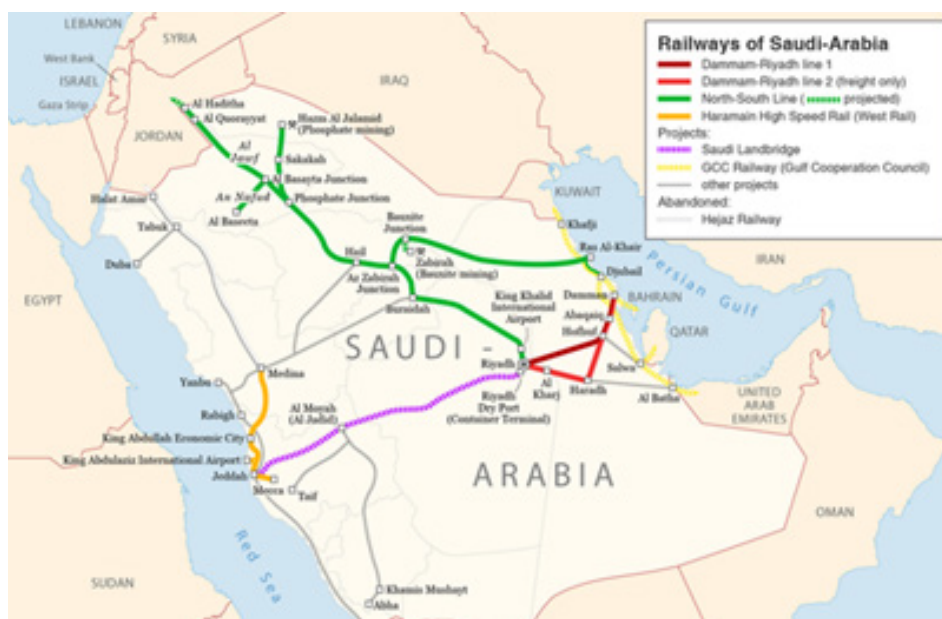 LEBANON
SYRIA
West Bank
ISRAEL
Gaza Strip
JORDAN
IRAQ
IRAN
KUWAIT
EGYPT
SUDAN
BAHRAIN
QATAR
UNITED
ARAB
EMIRATES
OMAN
Persian Gulf
Red Sea
SAUDI -
ARABIA
Railways of Saudi-Arabia
Dammam-Riyadh line 1
Dammam-Riyadh line 2 (freight only)
North-South Line ( projected)
Haramain High Speed Rail (West Rail)
Projects:
Saudi Landbridge
GCC Railway (Gulf Cooperation Council)
other projects
Abandoned:
Hejaz Railway
Al Haditha
Al Qurayyat
Hazm Al Jalamid
(Phosphate mining)
Al
Jawf
Sakakah
Al Basayta Junction
An Nafud
Phosphate Junction
Al Baseeta
Halat Amar
Tabuk
Duba
Hail
Az Zabirah
Junction
Bauxite
Junction
Zabirah
(Bauxite mining)
Buraidah
King Khalid
International
Airport
Ras Al-Khair
Khafji
Djubail
Dammam
Abaqaiq
Hofhuf
Salwa
Al Batha
Haradh
Al
Kharj
Riyadh
Riyadh
Dry Port
(Container Terminal)
Medina
Yanbu
Rabigh
King Abdullah Economic City
King Abdulaziz International Airport
Jeddah
Mecca
Taif
Al Moyah
(Al Jadid)
Khamis Mushayt
Abha